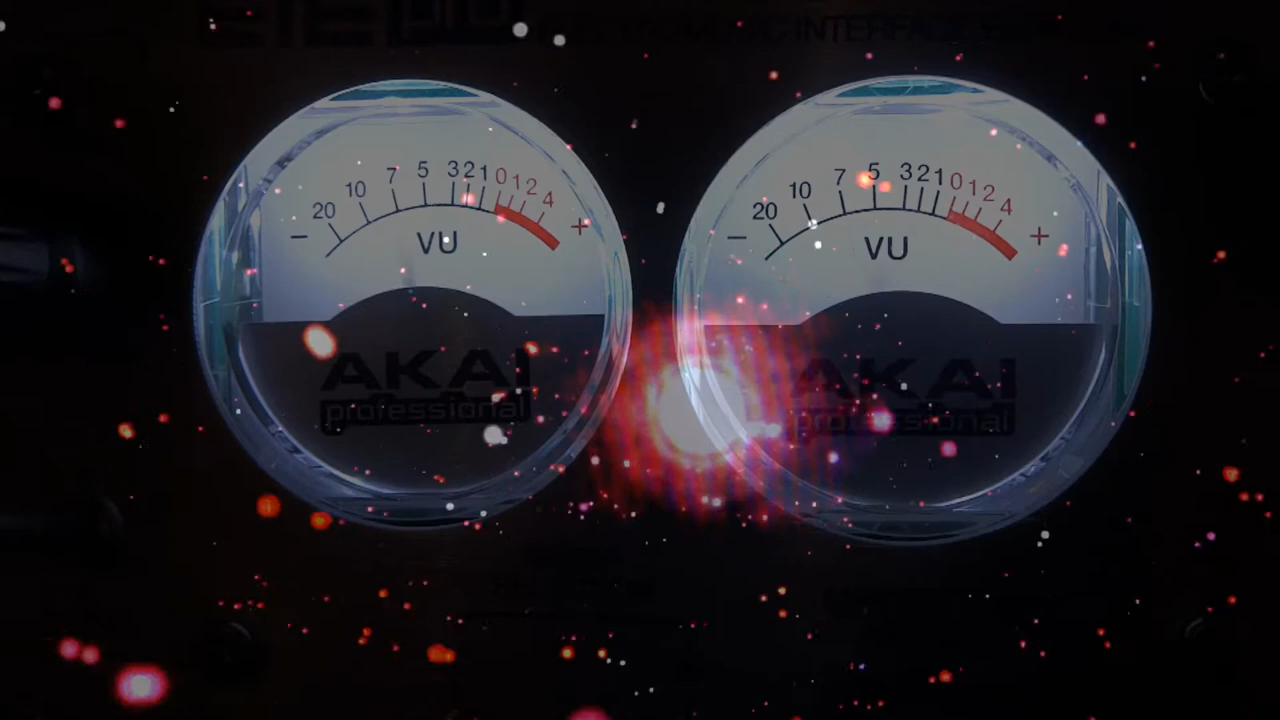 INTERFACE
20 10 7 5 3 2 1 0 1 2 4
- +
VU
AKAI
professional
20 10 7 5 3 2 1 0 1 2 4
- +
VU
AKAI
professional